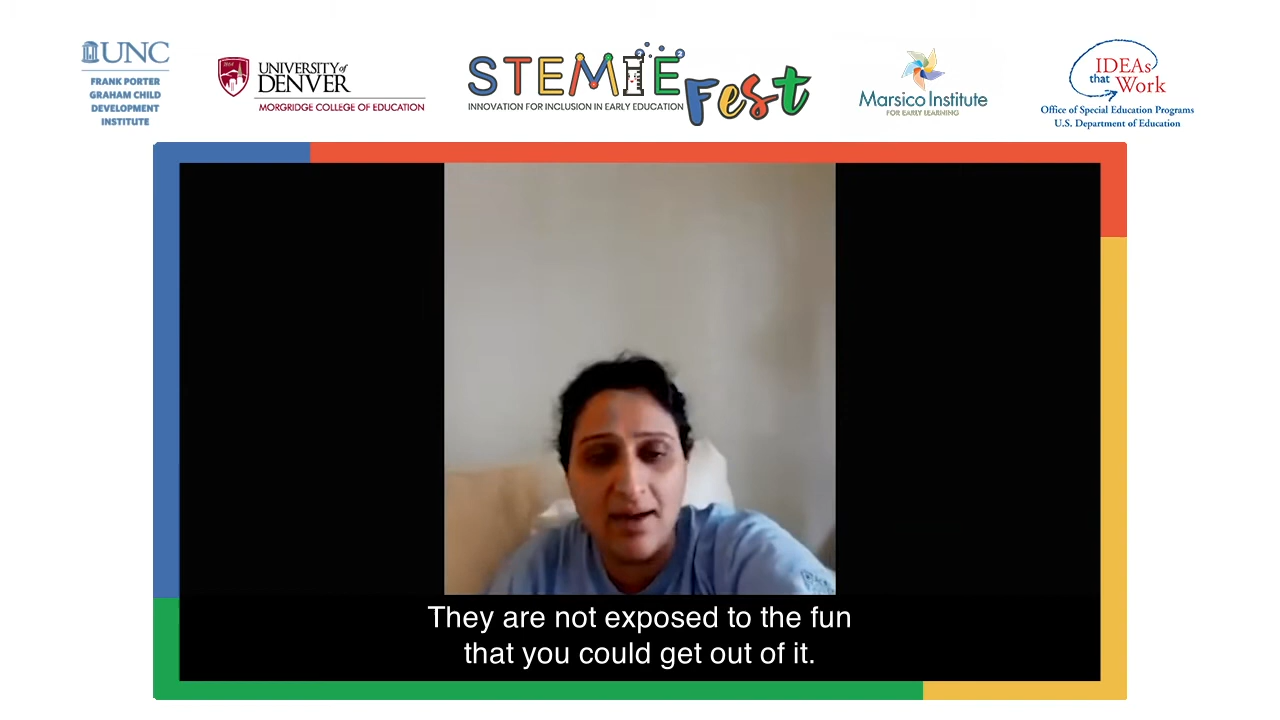 UNC
FRANK PORTER
GRAHAM CHILD
DEVELOPMENT
INSTITUTE
UNIVERSITY of
DENVER
MORGRIDGE COLLEGE OF EDUCATION
STEMIE
Fest
INNOVATION FOR INCLUSION IN EARLY EDUCATION
Marsico Institute
FOR EARLY LEARNING
IDEAs
that
Work
Office of Special Education Programs
U.S. Department of Education
They are not exposed to the fun
that you could get out of it.